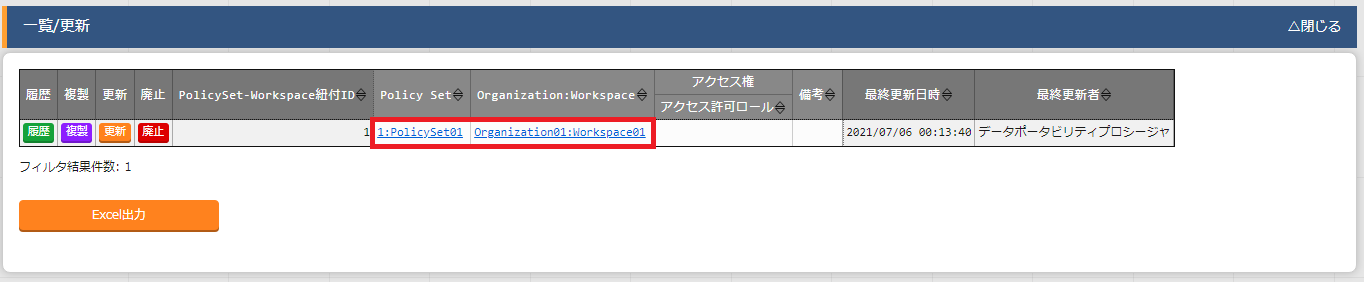 一覧/更新 △閉じる
履歴 複製 更新 廃止 PolicySet-Workspace紐付ID Policy Set Organization:Workspace アクセス権 備考 最終更新日時 最終更新者
アクセス許可ロール
履歴 複製 更新 廃止 1 1:PolicySet01 Organization01:Workspace01 2021/07/06 00:13:40 データポータビリティプロシージャ
フィルタ結果件数: 1
Excel出力